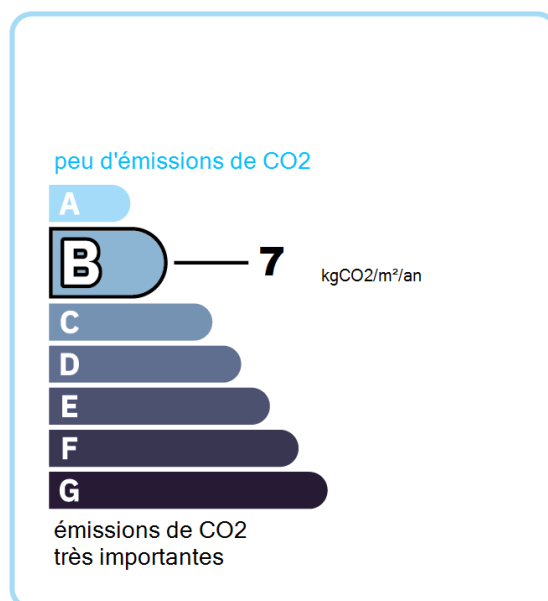 peu d'émissions de CO2
A
B 7 kgCO2/m²/an
C
D
E
F
G
émissions de CO2
très importantes